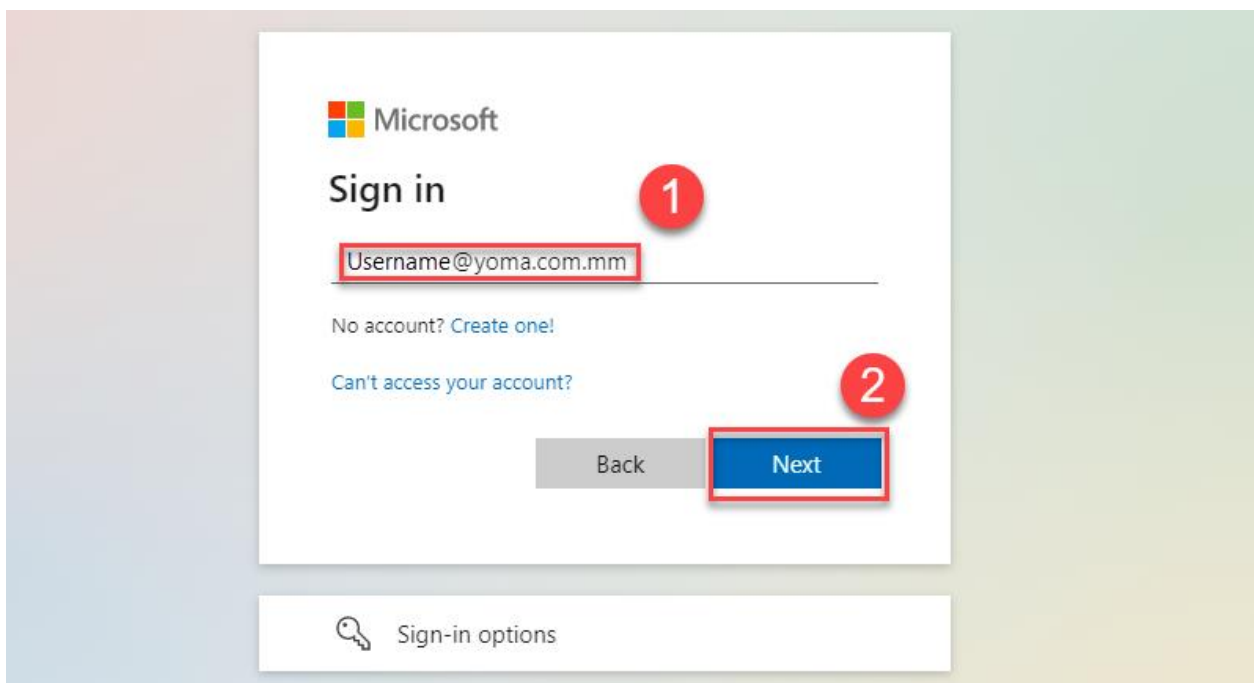 Microsoft
Sign in
1
Username@yoma.com.mm
No account? Create one!
Can't access your account?
2
Back
Next
Sign-in options